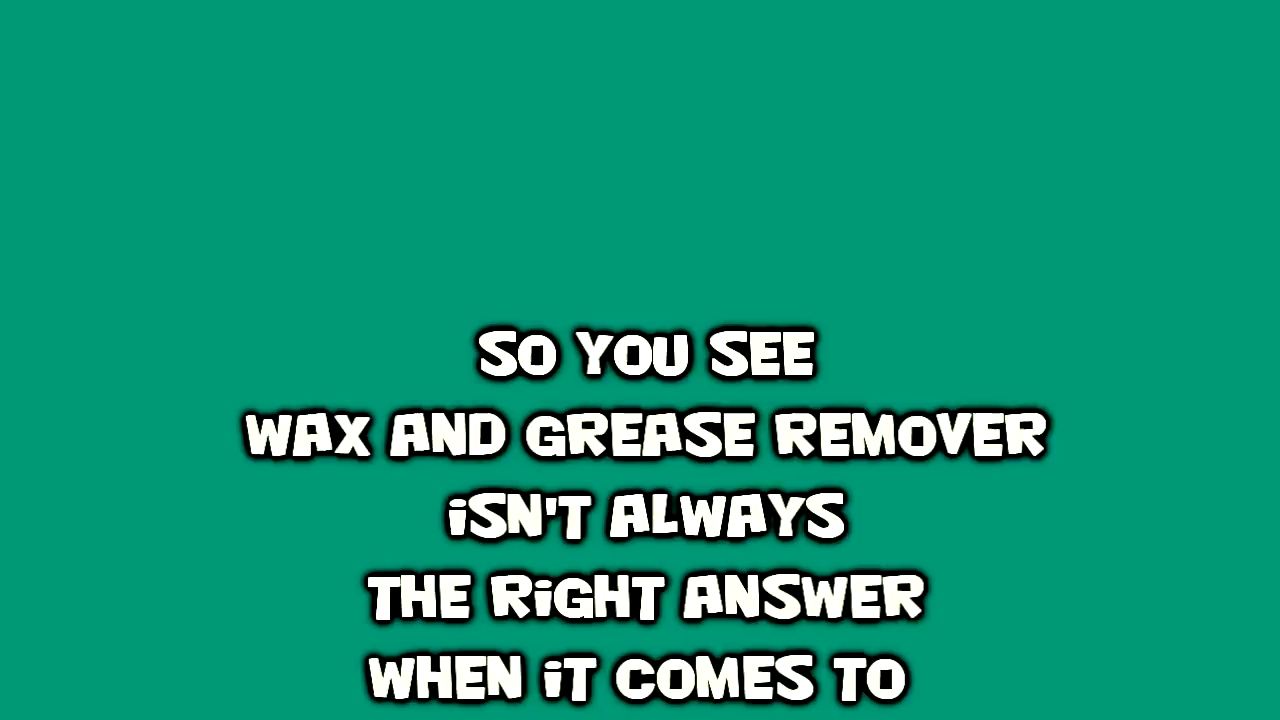 SO YOU SEE
WAX AND GREASE REMOVER
iSN'T ALWAYS
THE RiGHT ANSWER
WHEN iT COMES TO